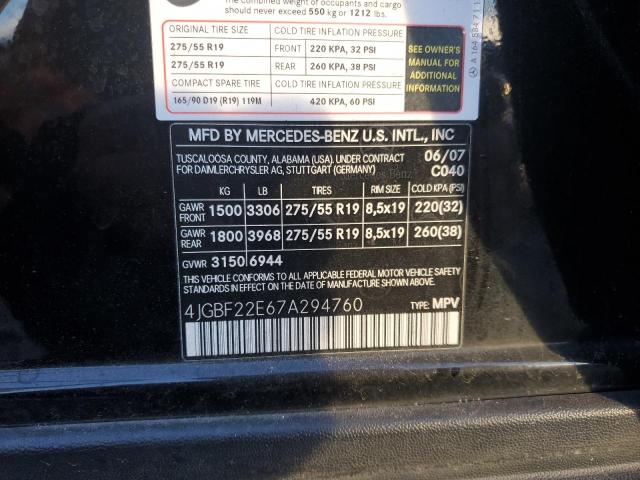 The combined weight of occupants and cargo
should never exceed 550 kg or 1212 lbs.
ORIGINAL TIRE SIZE COLD TIRE INFLATION PRESSURE
275/55 R19 FRONT 220 KPA, 32 PSI
275/55 R19 REAR 260 KPA, 38 PSI
COMPACT SPARE TIRE COLD TIRE INFLATION PRESSURE
165/90 D19 (R19) 119M 420 KPA, 60 PSI
SEE OWNER'S
MANUAL FOR
ADDITIONAL
INFORMATION
A 164 584
MFD BY MERCEDES-BENZ U.S. INTL., INC
TUSCALOOSA COUNTY, ALABAMA (USA). UNDER CONTRACT 06/07
FOR DAIMLERCHRYSLER AG, STUTTGART (GERMANY) C040
KG LB TIRES RIM SIZE COLD KPA (PSI)
GAWR FRONT 1500 3306 275/55 R19 8,5x19 220(32)
GAWR REAR 1800 3968 275/55 R19 8,5x19 260(38)
GVWR 3150 6944
THIS VEHICLE CONFORMS TO ALL APPLICABLE FEDERAL MOTOR VEHICLE SAFETY
STANDARDS IN EFFECT ON THE DATE OF MANUFACTURE SHOWN ABOVE.
4JGBF22E67A294760 TYPE: MPV